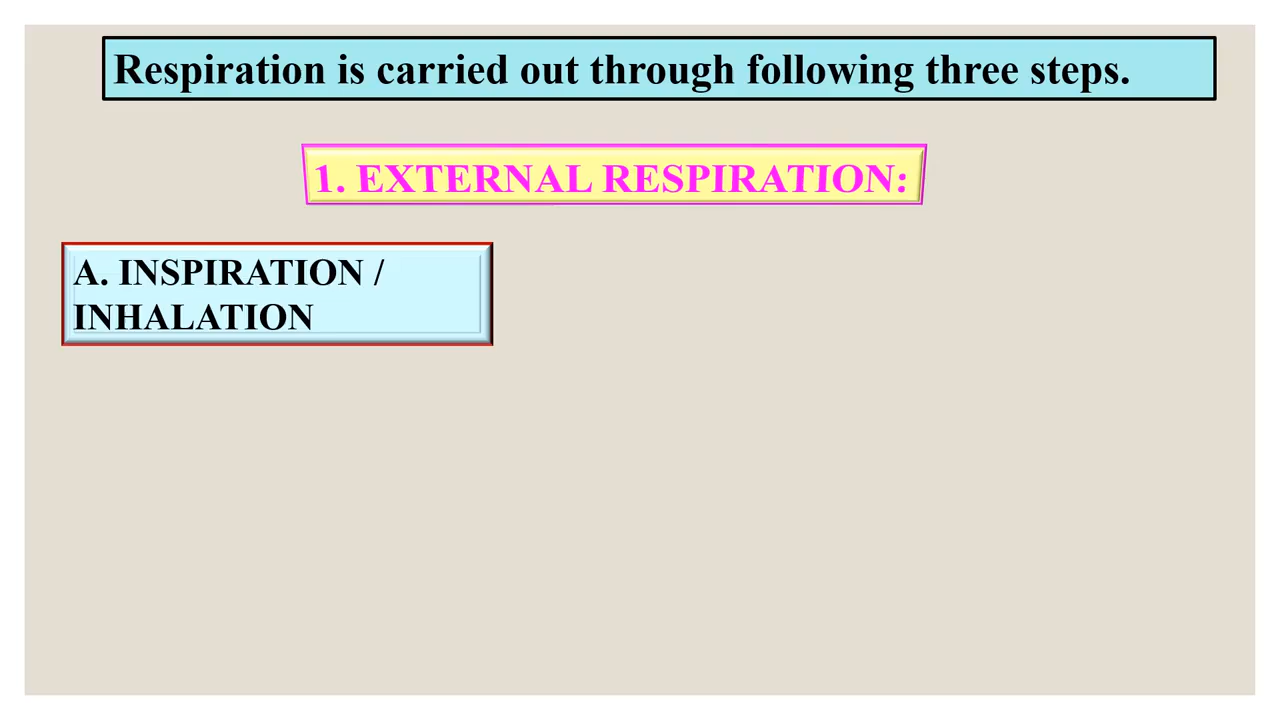 Respiration is carried out through following three steps.
1. EXTERNAL RESPIRATION:
A. INSPIRATION /
INHALATION